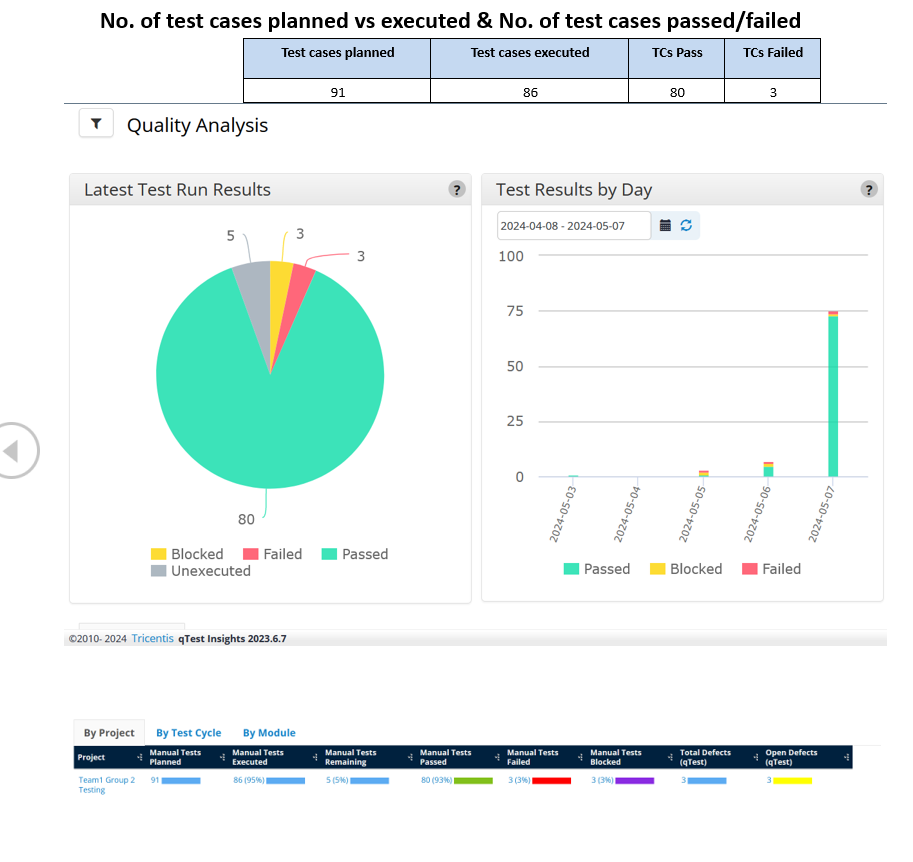 No. of test cases planned vs executed & No. of test cases passed/failed
Test cases planned Test cases executed TCs Pass TCs Failed
91 86 80 3
Quality Analysis
Latest Test Run Results ?
5 3
3
80
Blocked Failed Passed
Unexecuted
Test Results by Day ?
2024-04-08 - 2024-05-07
100
75
50
25
0
2024-05-03 2024-05-04 2024-05-05 2024-05-06 2024-05-07
Passed Blocked Failed
©2010- 2024 Tricentis qTest Insights 2023.6.7
By Project By Test Cycle By Module
Project Manual Tests Planned Manual Tests Executed Manual Tests Remaining Manual Tests Passed Manual Tests Failed Manual Tests Blocked Total Defects (qTest) Open Defects (qTest)
Team1 Group 2 Testing 91 86 (95%) 5 (5%) 80 (93%) 3 (3%) 3 (3%) 3 3